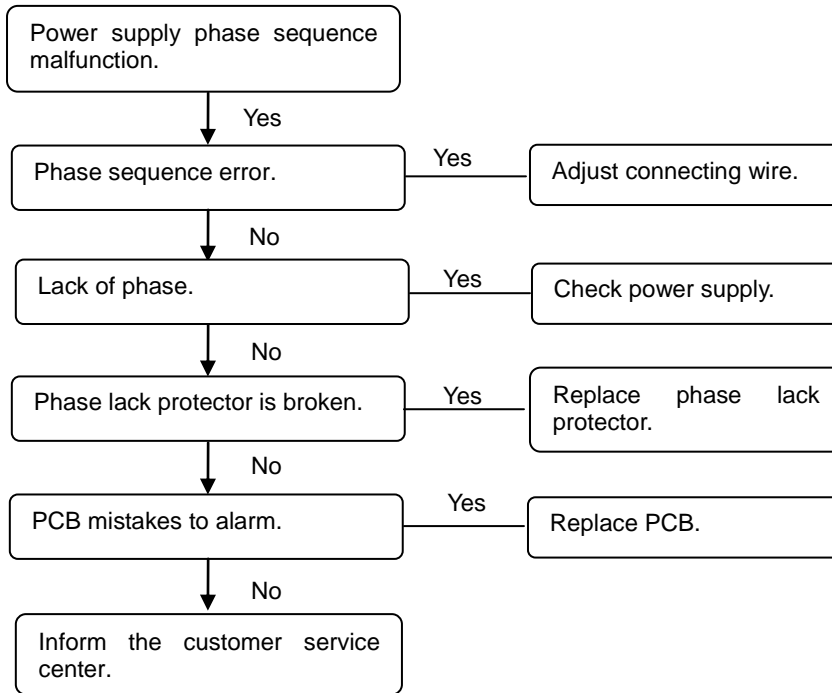 Power supply phase sequence
malfunction.
Yes
Phase sequence error.
Yes
Adjust connecting wire.
No
Lack of phase.
Yes
Check power supply.
No
Phase lack protector is broken.
Yes
Replace phase lack
protector.
No
PCB mistakes to alarm.
Yes
Replace PCB.
No
Inform the customer service
center.